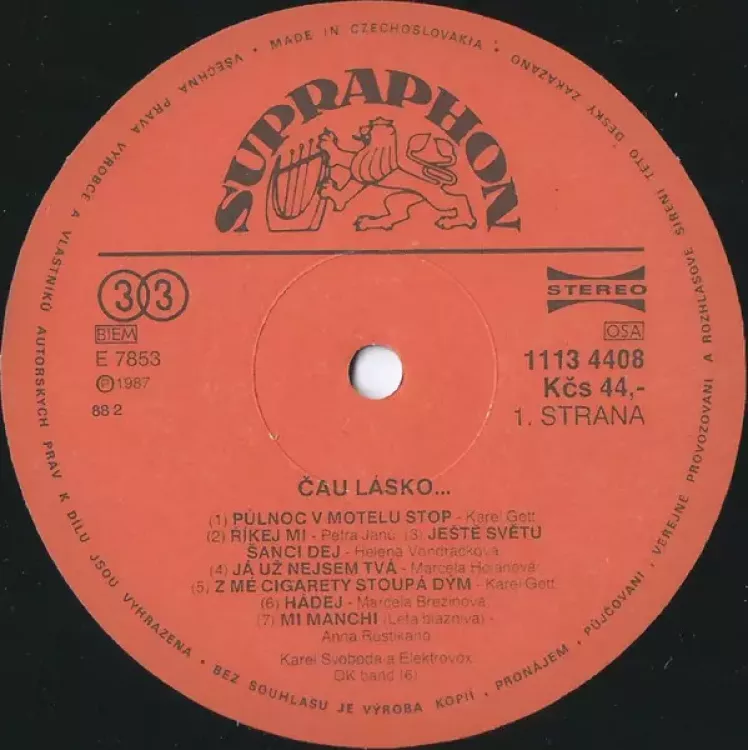 • MADE IN CZECHOSLOVAKIA •
SUPRAPHON
33
STEREO
BIEM
OSA
E 7853
1113 4408
Ⓟ 1987
Kčs 44,-
88 2
1. STRANA
ČAU LÁSKO...
(1) PŮLNOC V MOTELU STOP - Karel Gott
(2) ŘÍKEJ MI - Petra Janů (3) JEŠTĚ SVĚTU
ŠANCI DEJ - Helena Vondráčková
(4) JÁ UŽ NEJSEM TVÁ - Marcela Holanová
(5) Z MÉ CIGARETY STOUPÁ DÝM - Karel Gott
(6) HÁDEJ - Marcela Březinová
(7) MI MANCHI (Léta bláznivá) -
Anna Rusticano
Karel Svoboda a Elektrovox
OK band (6)
VŠECHNA PRÁVA VÝROBCE A VLASTNÍKŮ AUTORSKÝCH PRÁV K DÍLU JSOU VYHRAZENA • BEZ SOUHLASU JE VÝROBA KOPIÍ • PRONÁJEM • PŮJČOVÁNÍ • VEŘEJNÉ PROVOZOVÁNÍ A ROZHLASOVÉ ŠÍŘENÍ TÉTO DESKY ZAKÁZÁNO